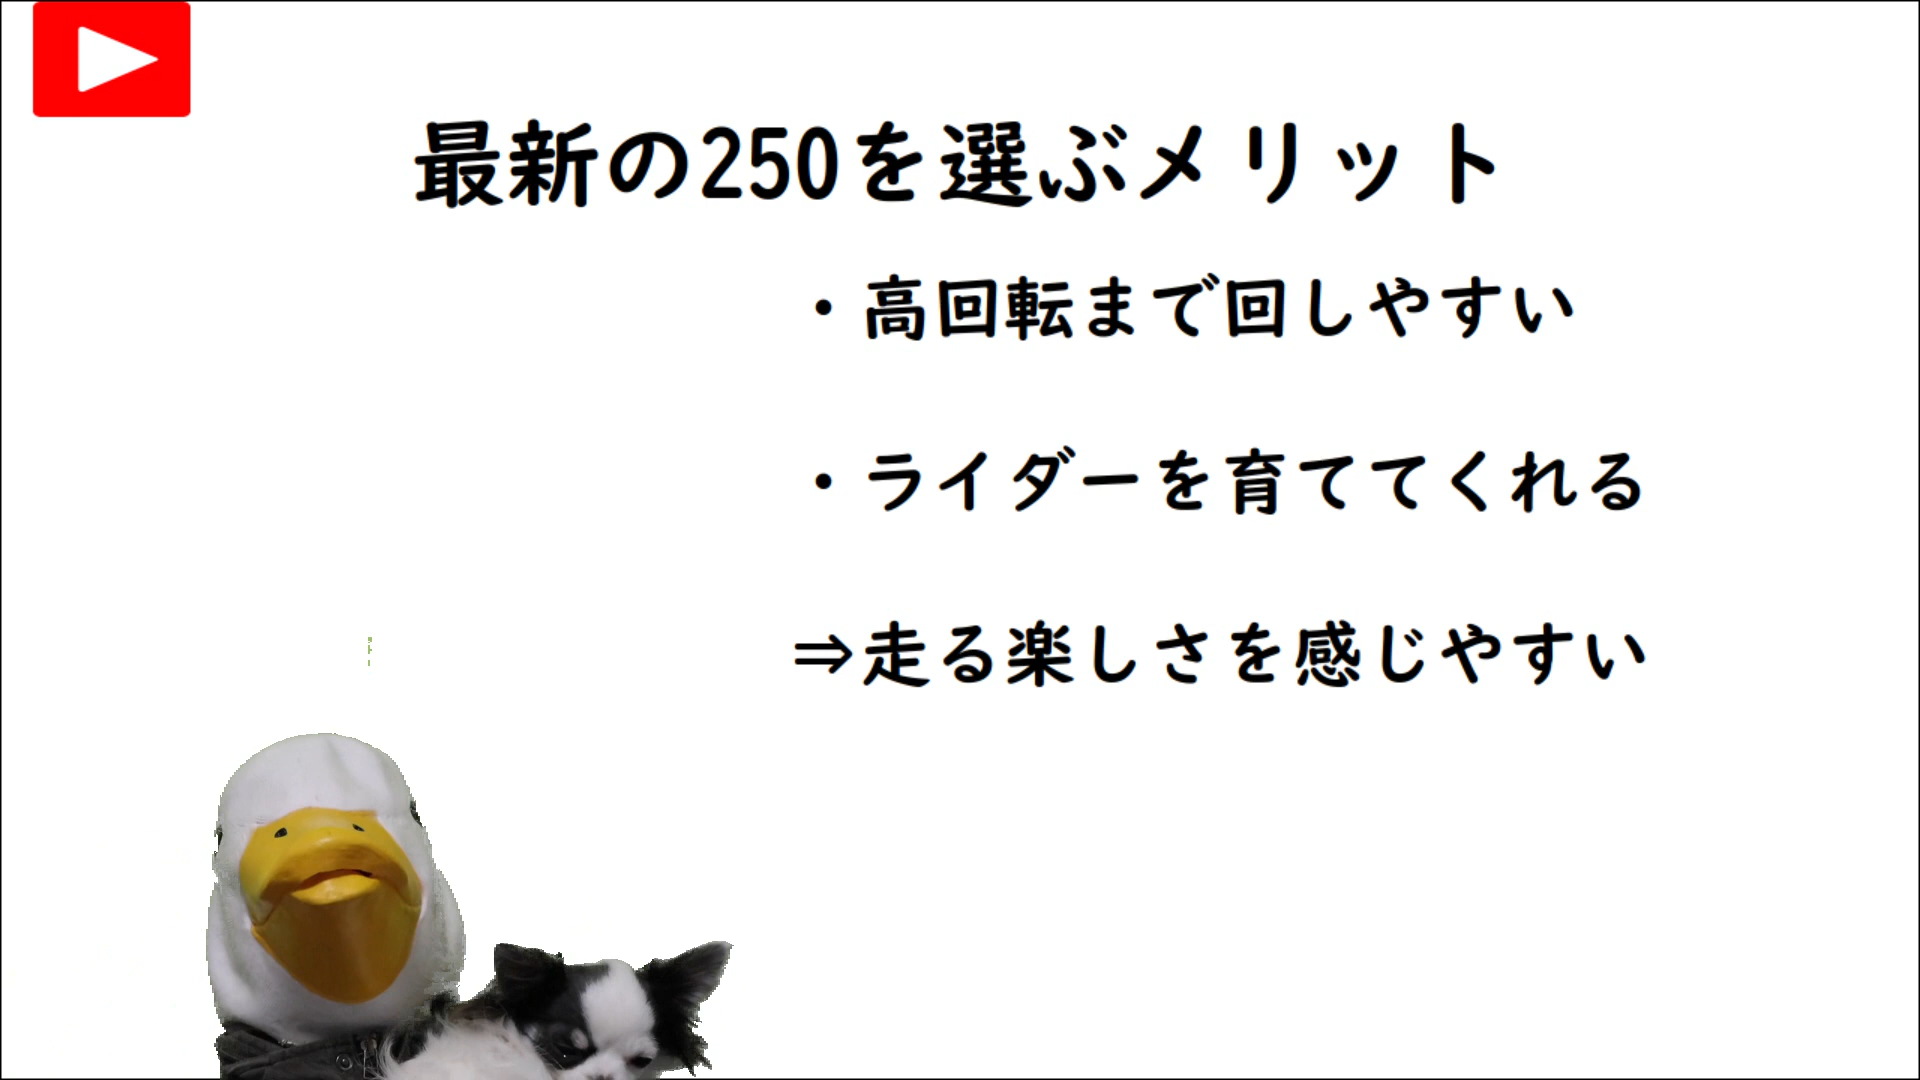 最新の250を選ぶメリット
・高回転まで回しやすい
・ライダーを育ててくれる
⇒走る楽しさを感じやすい